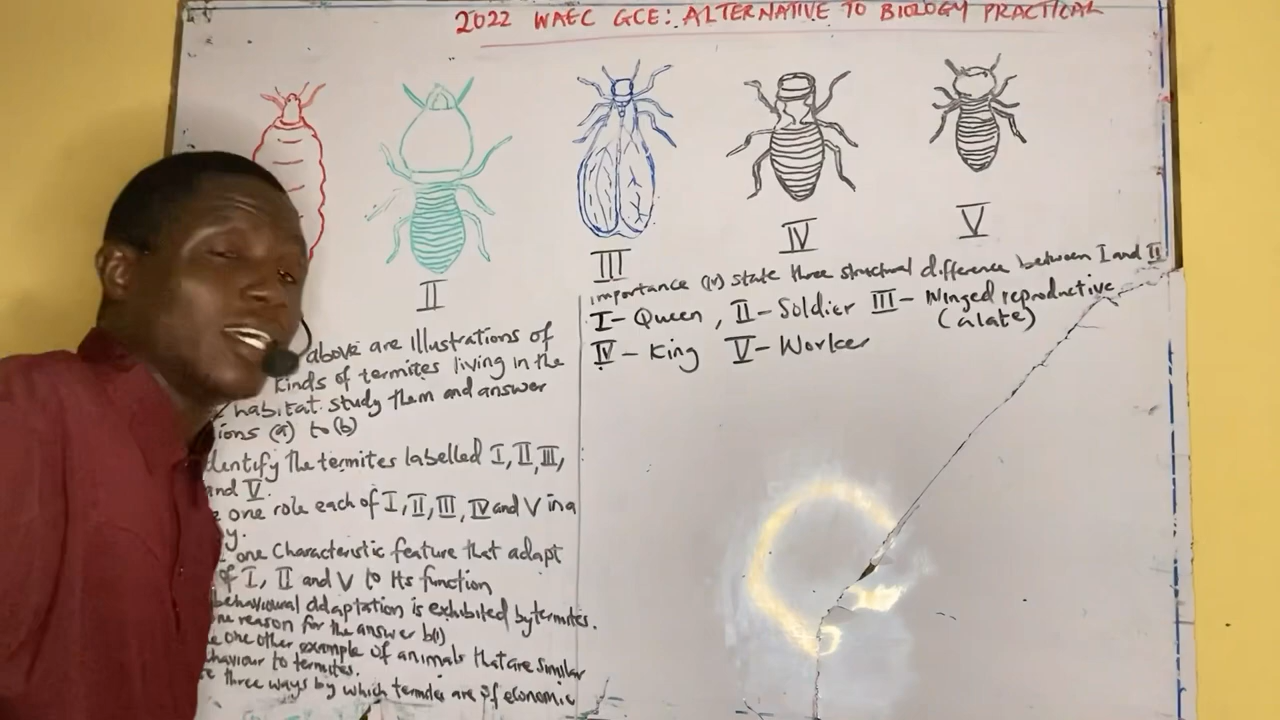 2022 WAEC GCE: ALTERNATIVE TO BIOLOGY PRACTICAL
II
III
IV
V
above are illustrations of
kinds of termites living in the
habitat. study them and answer
ions (a) to (b)
dentify the termites labelled I, II, III,
and V.
one role each of I, II, III, IV and V in a
y.
one Characteristic feature that adapt
of I, II and V to Its function
behavioural adaptation is exhibited by termites.
one reason for the answer b(i)
one other example of animals that are similar
haviour to termites.
three ways by which termites are of economic
importance (iv) state three structural difference between I and II
I - Queen, II - Soldier III - Winged reproductive
(alate)
IV - King V - Worker